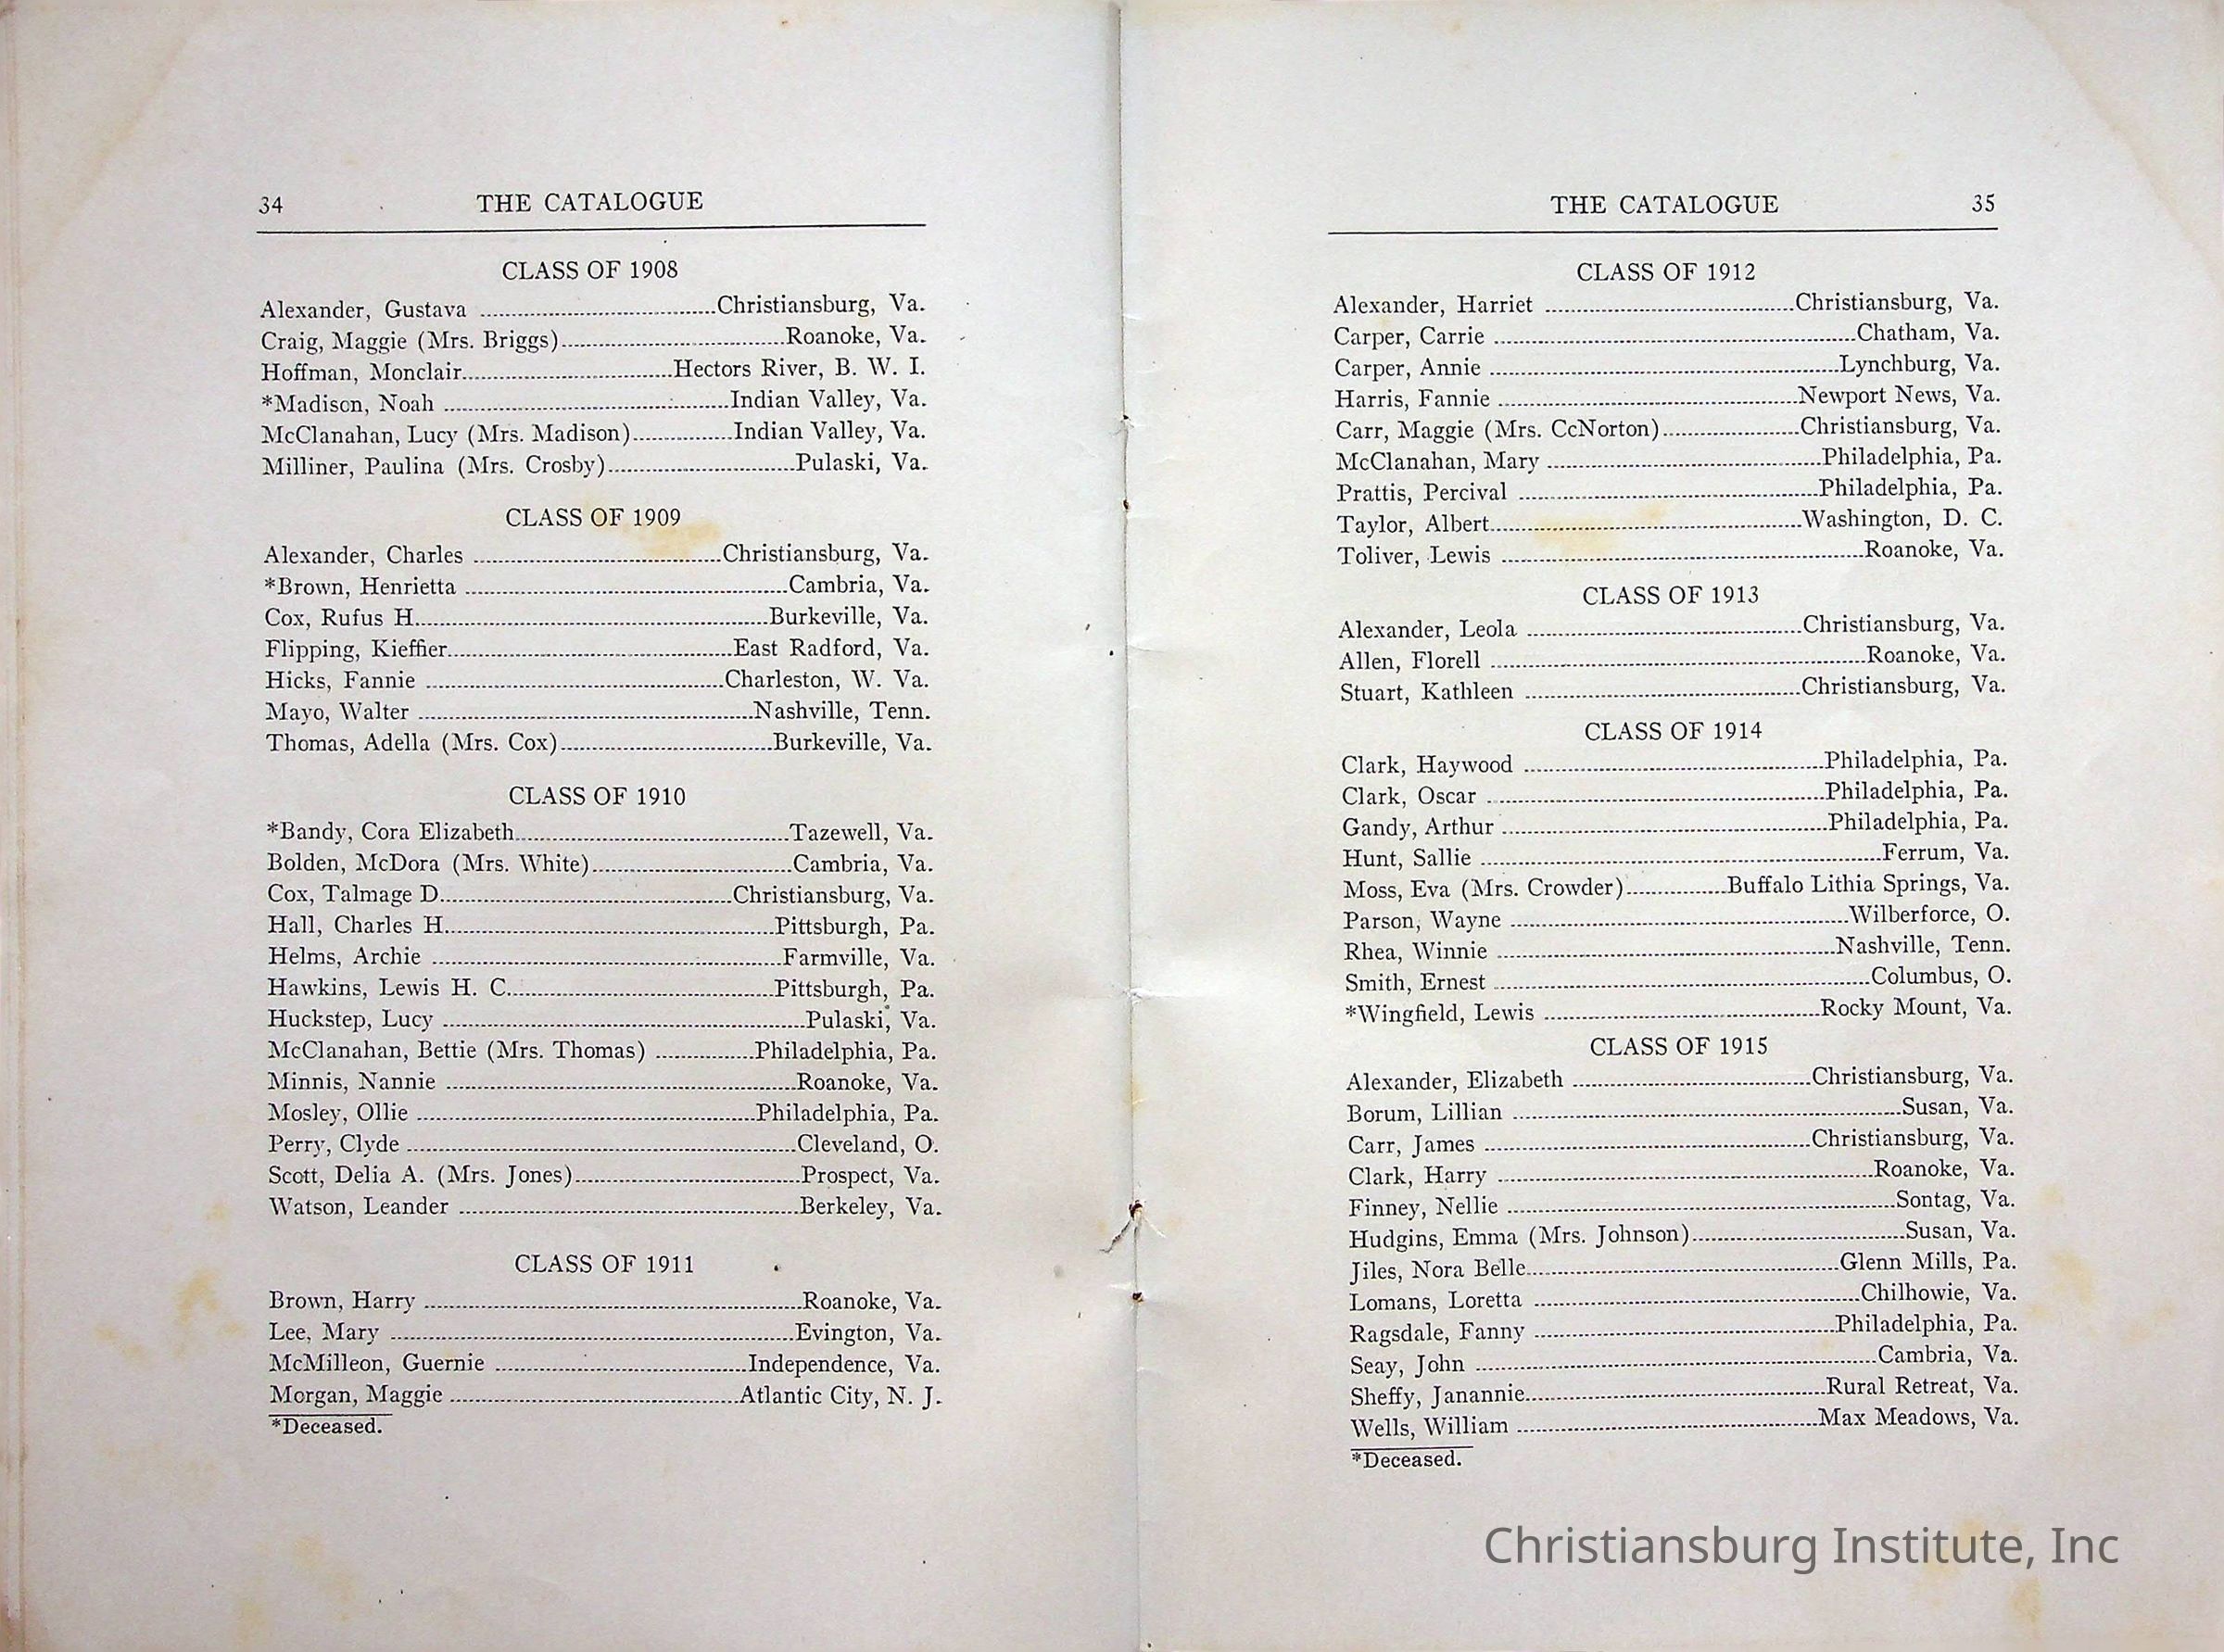 34 THE CATALOGUE
CLASS OF 1908
Alexander, Gustava ........ Christiansburg, Va.
Craig, Maggie (Mrs. Briggs) ........ Roanoke, Va.
Hoffman, Monclair ........ Hectors River, B. W. I.
*Madison, Noah ........ Indian Valley, Va.
McClanahan, Lucy (Mrs. Madison) ........ Indian Valley, Va.
Milliner, Paulina (Mrs. Crosby) ........ Pulaski, Va.
CLASS OF 1909
Alexander, Charles ........ Christiansburg, Va.
*Brown, Henrietta ........ Cambria, Va.
Cox, Rufus H. ........ Burkeville, Va.
Flipping, Kieffier ........ East Radford, Va.
Hicks, Fannie ........ Charleston, W. Va.
Mayo, Walter ........ Nashville, Tenn.
Thomas, Adella (Mrs. Cox) ........ Burkeville, Va.
CLASS OF 1910
*Bandy, Cora Elizabeth ........ Tazewell, Va.
Bolden, McDora (Mrs. White) ........ Cambria, Va.
Cox, Talmage D. ........ Christiansburg, Va.
Hall, Charles H. ........ Pittsburgh, Pa.
Helms, Archie ........ Farmville, Va.
Hawkins, Lewis H. C. ........ Pittsburgh, Pa.
Huckstep, Lucy ........ Pulaski, Va.
McClanahan, Bettie (Mrs. Thomas) ........ Philadelphia, Pa.
Minnis, Nannie ........ Roanoke, Va.
Mosley, Ollie ........ Philadelphia, Pa.
Perry, Clyde ........ Cleveland, O.
Scott, Delia A. (Mrs. Jones) ........ Prospect, Va.
Watson, Leander ........ Berkeley, Va.
CLASS OF 1911
Brown, Harry ........ Roanoke, Va.
Lee, Mary ........ Evington, Va.
McMilleon, Guernie ........ Independence, Va.
Morgan, Maggie ........ Atlantic City, N. J.
*Deceased.
THE CATALOGUE 35
CLASS OF 1912
Alexander, Harriet ........ Christiansburg, Va.
Carper, Carrie ........ Chatham, Va.
Carper, Annie ........ Lynchburg, Va.
Harris, Fannie ........ Newport News, Va.
Carr, Maggie (Mrs. CcNorton) ........ Christiansburg, Va.
McClanahan, Mary ........ Philadelphia, Pa.
Prattis, Percival ........ Philadelphia, Pa.
Taylor, Albert ........ Washington, D. C.
Toliver, Lewis ........ Roanoke, Va.
CLASS OF 1913
Alexander, Leola ........ Christiansburg, Va.
Allen, Florell ........ Roanoke, Va.
Stuart, Kathleen ........ Christiansburg, Va.
CLASS OF 1914
Clark, Haywood ........ Philadelphia, Pa.
Clark, Oscar ........ Philadelphia, Pa.
Gandy, Arthur ........ Philadelphia, Pa.
Hunt, Sallie ........ Ferrum, Va.
Moss, Eva (Mrs. Crowder) ........ Buffalo Lithia Springs, Va.
Parson, Wayne ........ Wilberforce, O.
Rhea, Winnie ........ Nashville, Tenn.
Smith, Ernest ........ Columbus, O.
*Wingfield, Lewis ........ Rocky Mount, Va.
CLASS OF 1915
Alexander, Elizabeth ........ Christiansburg, Va.
Borum, Lillian ........ Susan, Va.
Carr, James ........ Christiansburg, Va.
Clark, Harry ........ Roanoke, Va.
Finney, Nellie ........ Sontag, Va.
Hudgins, Emma (Mrs. Johnson) ........ Susan, Va.
Jiles, Nora Belle ........ Glenn Mills, Pa.
Lomans, Loretta ........ Chilhowie, Va.
Ragsdale, Fanny ........ Philadelphia, Pa.
Seay, John ........ Cambria, Va.
Sheffy, Janannie ........ Rural Retreat, Va.
Wells, William ........ Max Meadows, Va.
*Deceased.
Christiansburg Institute, Inc